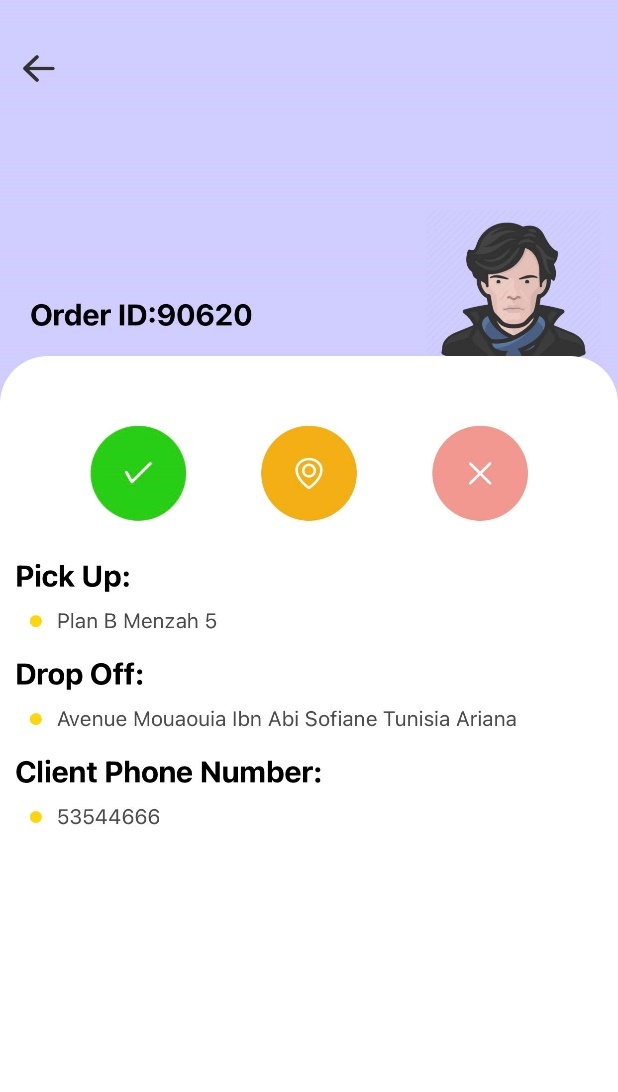 Order ID:90620
Pick Up:
Plan B Menzah 5
Drop Off:
Avenue Mouaouia Ibn Abi Sofiane Tunisia Ariana
Client Phone Number:
53544666